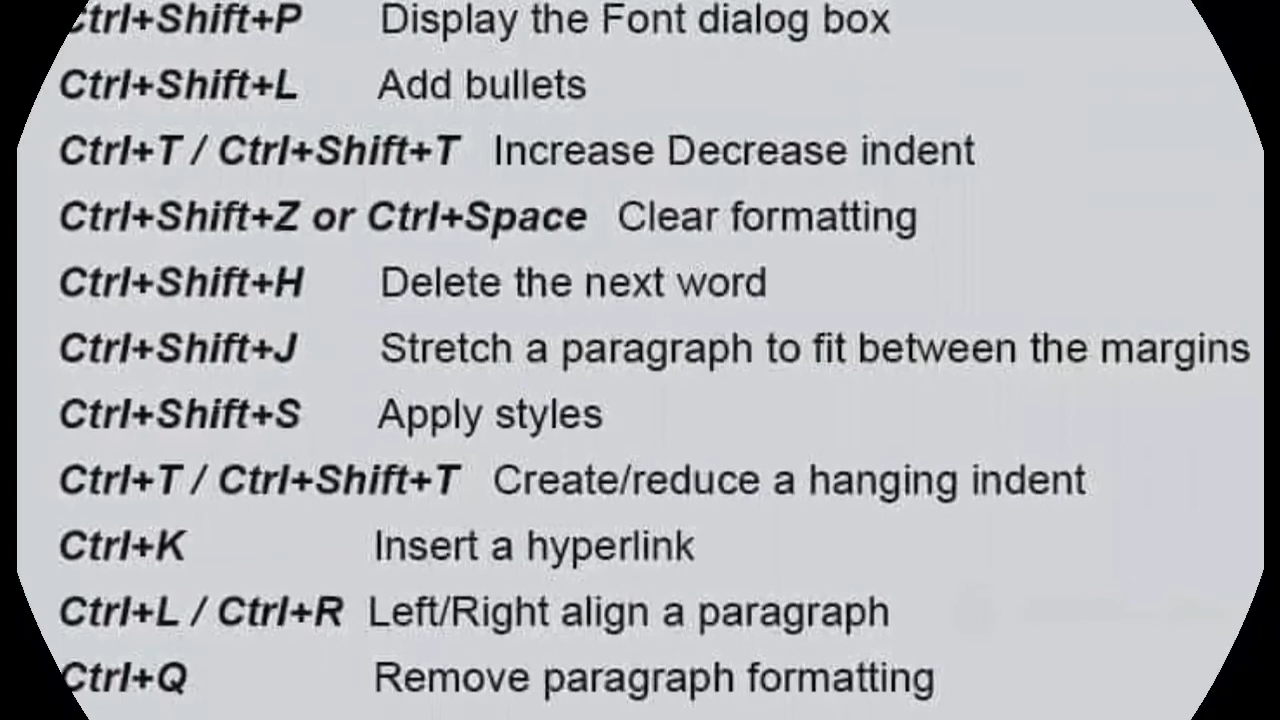 Ctrl+Shift+P Display the Font dialog box
Ctrl+Shift+L Add bullets
Ctrl+T / Ctrl+Shift+T Increase Decrease indent
Ctrl+Shift+Z or Ctrl+Space Clear formatting
Ctrl+Shift+H Delete the next word
Ctrl+Shift+J Stretch a paragraph to fit between the margins
Ctrl+Shift+S Apply styles
Ctrl+T / Ctrl+Shift+T Create/reduce a hanging indent
Ctrl+K Insert a hyperlink
Ctrl+L / Ctrl+R Left/Right align a paragraph
Ctrl+Q Remove paragraph formatting